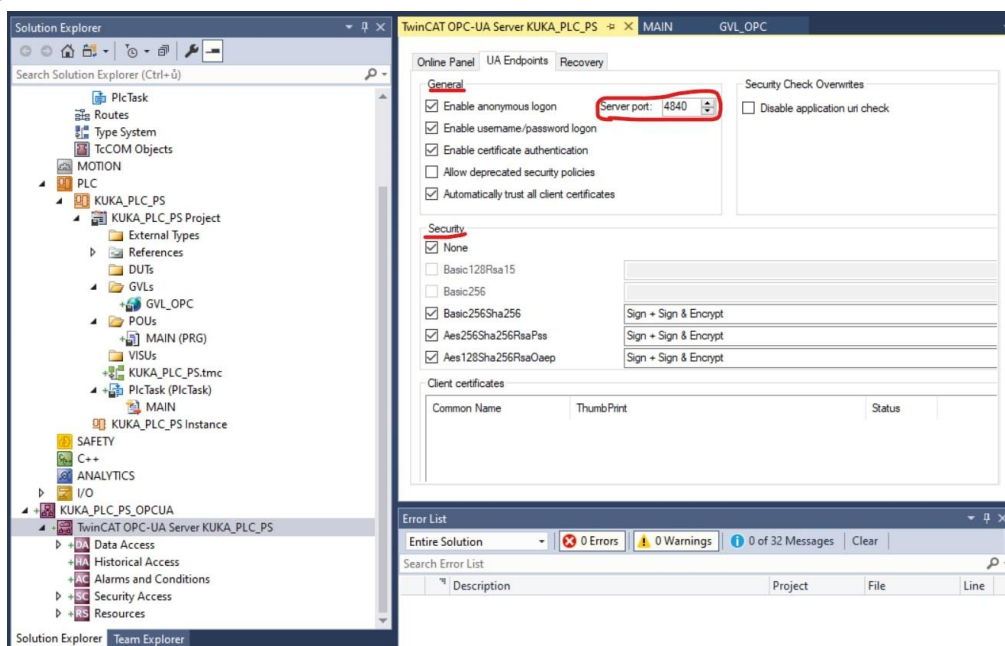 Solution Explorer
Search Solution Explorer (Ctrl+ů)
PlcTask
Routes
Type System
TcCOM Objects
MOTION
PLC
KUKA_PLC_PS
KUKA_PLC_PS Project
External Types
References
DUTs
GVLs
GVL_OPC
POUs
MAIN (PRG)
VISUs
KUKA_PLC_PS.tmc
PlcTask (PlcTask)
MAIN
KUKA_PLC_PS Instance
SAFETY
C++
ANALYTICS
I/O
KUKA_PLC_PS_OPCUA
TwinCAT OPC-UA Server KUKA_PLC_PS
DA Data Access
HA Historical Access
AC Alarms and Conditions
SC Security Access
RS Resources
Solution Explorer Team Explorer
TwinCAT OPC-UA Server KUKA_PLC_PS MAIN GVL_OPC
Online Panel UA Endpoints Recovery
General
Enable anonymous logon Server port: 4840
Enable username/password logon
Enable certificate authentication
Allow deprecated security policies
Automatically trust all client certificates
Security Check Overwrites
Disable application uri check
Security
None
Basic128Rsa15
Basic256
Basic256Sha256 Sign + Sign & Encrypt
Aes256Sha256RsaPss Sign + Sign & Encrypt
Aes128Sha256RsaOaep Sign + Sign & Encrypt
Client certificates
Common Name ThumbPrint Status
Error List
Entire Solution 0 Errors 0 Warnings 0 of 32 Messages Clear
Search Error List
Description Project File Line